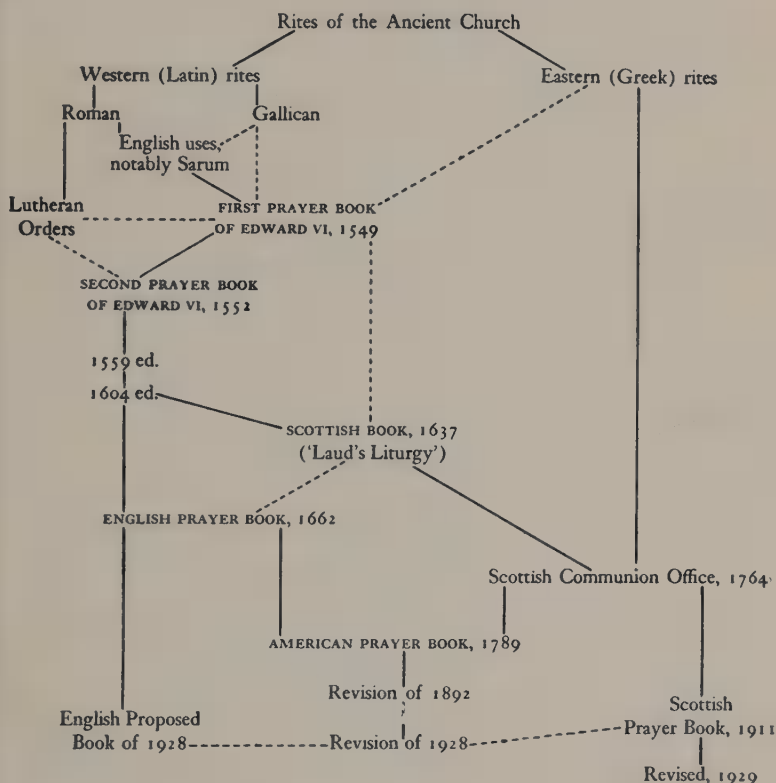 Rites of the Ancient Church
Western (Latin) rites
Eastern (Greek) rites
Roman
Gallican
English uses,
notably Sarum
Lutheran
Orders
FIRST PRAYER BOOK
OF EDWARD VI, 1549
SECOND PRAYER BOOK
OF EDWARD VI, 1552
1559 ed.
1604 ed.
SCOTTISH BOOK, 1637
('Laud's Liturgy')
ENGLISH PRAYER BOOK, 1662
Scottish Communion Office, 1764
AMERICAN PRAYER BOOK, 1789
Revision of 1892
English Proposed
Book of 1928
Revision of 1928
Scottish
Prayer Book, 1911
Revised, 1929